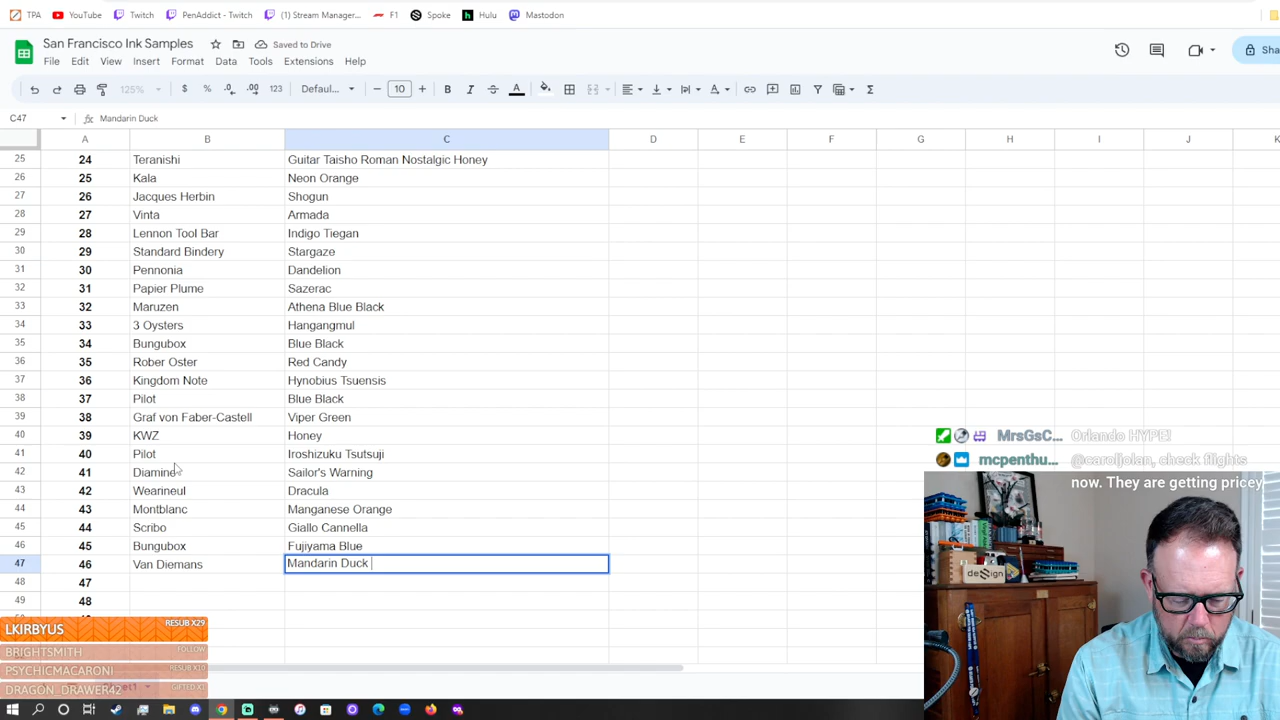 TPA YouTube Twitch PenAddict - Twitch (1) Stream Manager... F1 Spoke Hulu Mastodon
San Francisco Ink Samples Saved to Drive
File Edit View Insert Format Data Tools Extensions Help
Sha
125% $ % .0 .00 123 Defaul... 10 B I A
C47 fx Mandarin Duck
A B C D E F G H I J K
25 24 Teranishi Guitar Taisho Roman Nostalgic Honey
26 25 Kala Neon Orange
27 26 Jacques Herbin Shogun
28 27 Vinta Armada
29 28 Lennon Tool Bar Indigo Tiegan
30 29 Standard Bindery Stargaze
31 30 Pennonia Dandelion
32 31 Papier Plume Sazerac
33 32 Maruzen Athena Blue Black
34 33 3 Oysters Hangangmul
35 34 Bungubox Blue Black
36 35 Rober Oster Red Candy
37 36 Kingdom Note Hynobius Tsuensis
38 37 Pilot Blue Black
39 38 Graf von Faber-Castell Viper Green
40 39 KWZ Honey
41 40 Pilot Iroshizuku Tsutsuji
42 41 Diamine Sailor's Warning
43 42 Wearineul Dracula
44 43 Montblanc Manganese Orange
45 44 Scribo Giallo Cannella
46 45 Bungubox Fujiyama Blue
47 46 Van Diemans Mandarin Duck
48 47
49 48
MrsGsC... Orlando HYPE!
mcpenthu... @caroljolan, check flights
now. They are getting pricey
deSsign
LKIRBYUS RESUB X29
BRIGHTSMITH FOLLOW
PSYCHICMACARONI RESUB X10
DRAGON_DRAWER42 GIFTED X1